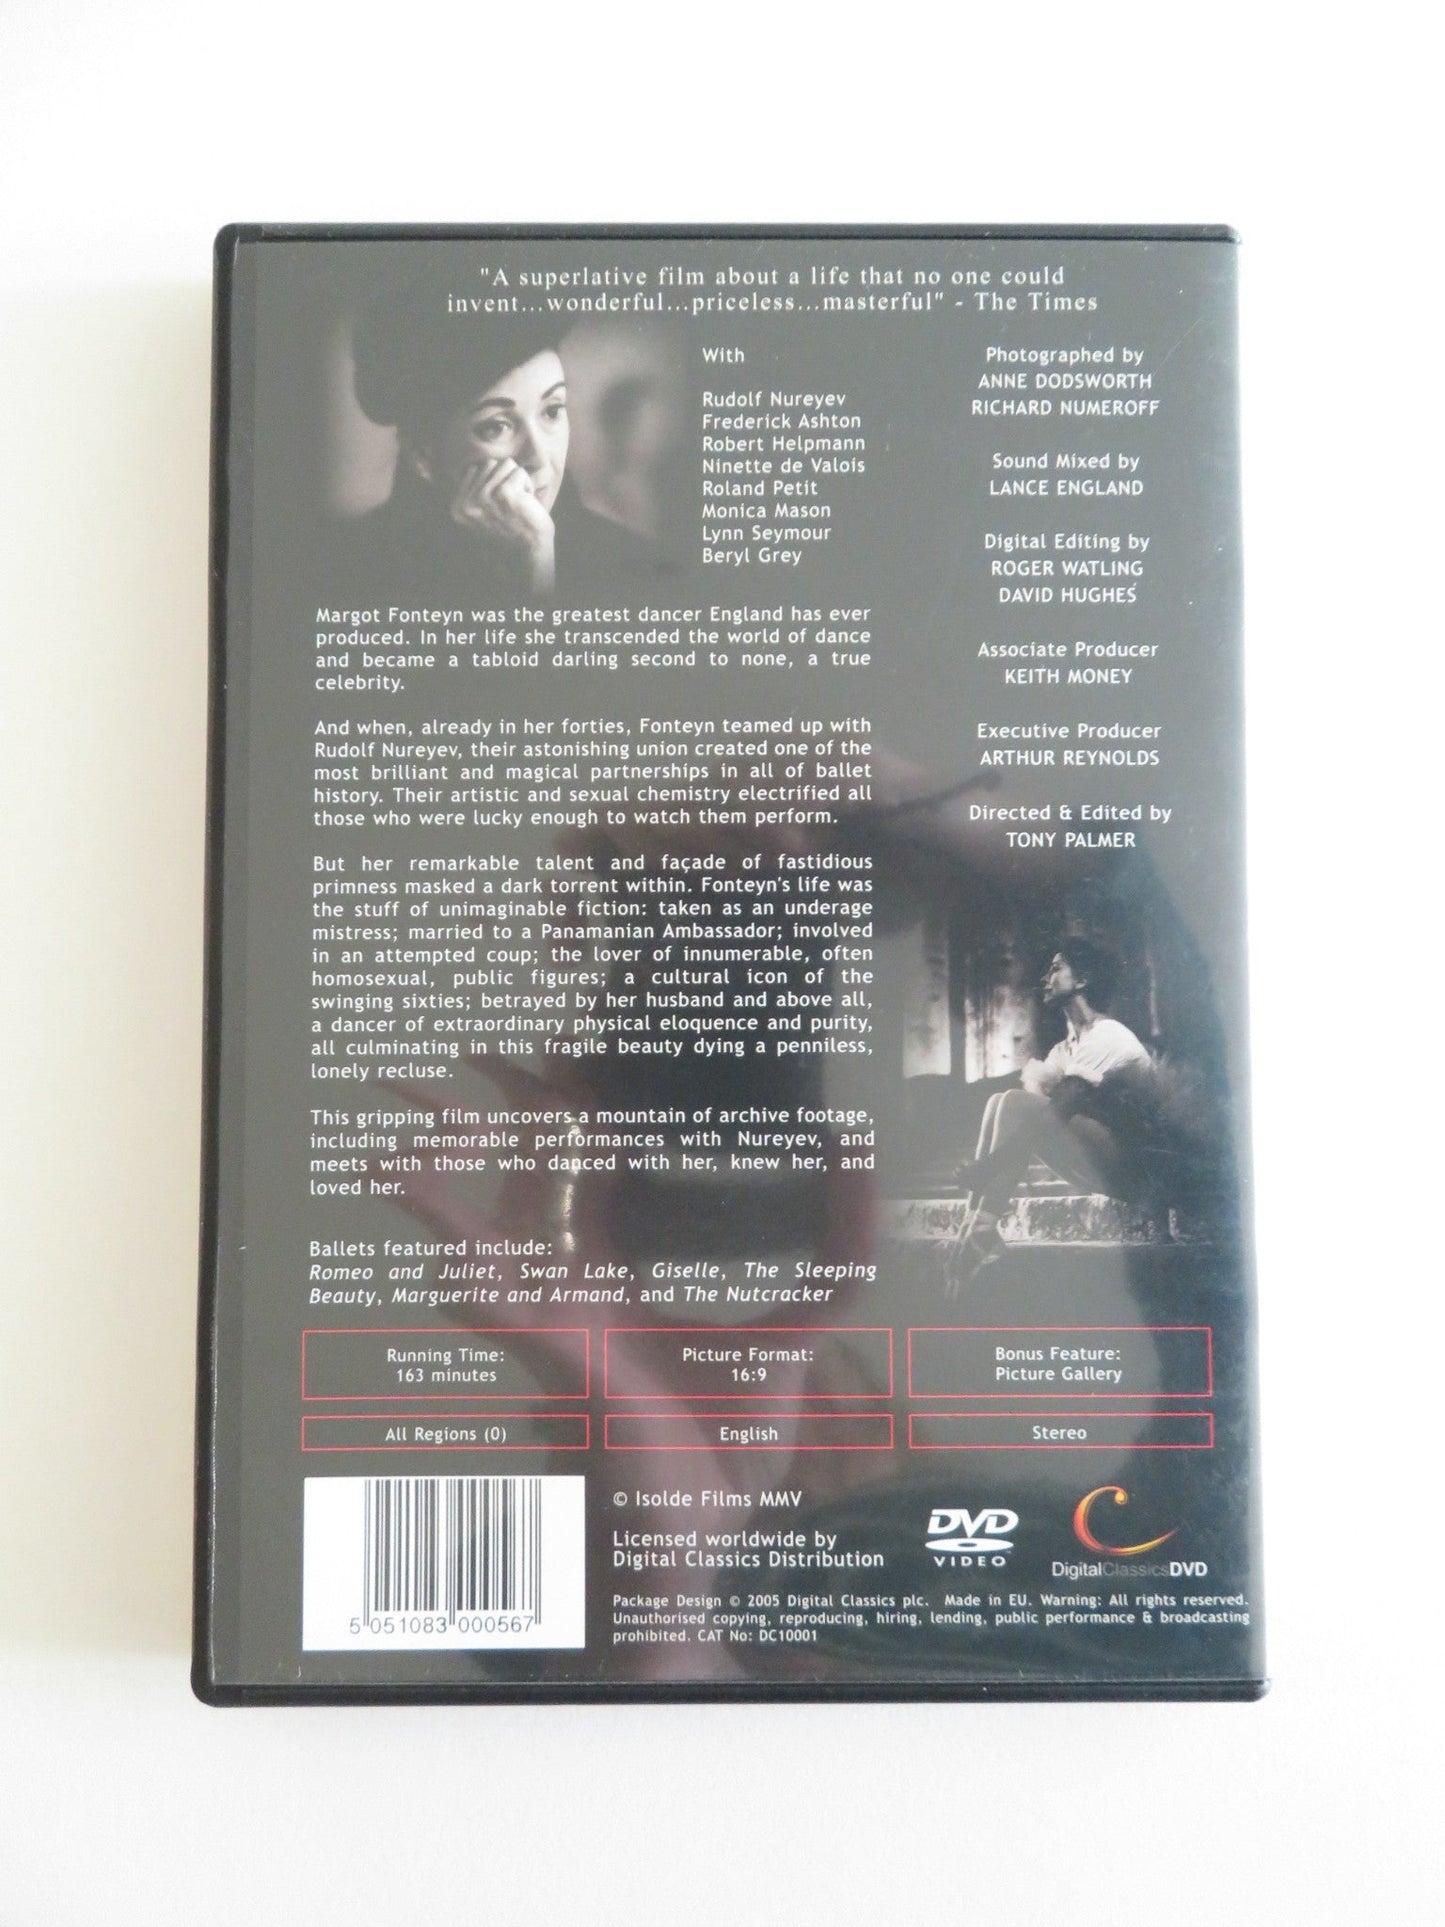 "A superlative film about a life that no one could
invent...wonderful...priceless...masterful" - The Times
With
Rudolf Nureyev
Frederick Ashton
Robert Helpmann
Ninette de Valois
Roland Petit
Monica Mason
Lynn Seymour
Beryl Grey
Photographed by
ANNE DODSWORTH
RICHARD NUMEROFF
Sound Mixed by
LANCE ENGLAND
Digital Editing by
ROGER WATLING
DAVID HUGHES
Associate Producer
KEITH MONEY
Executive Producer
ARTHUR REYNOLDS
Directed & Edited by
TONY PALMER
Margot Fonteyn was the greatest dancer England has ever
produced. In her life she transcended the world of dance
and became a tabloid darling second to none, a true
celebrity.
And when, already in her forties, Fonteyn teamed up with
Rudolf Nureyev, their astonishing union created one of the
most brilliant and magical partnerships in all of ballet
history. Their artistic and sexual chemistry electrified all
those who were lucky enough to watch them perform.
But her remarkable talent and façade of fastidious
primness masked a dark torrent within. Fonteyn's life was
the stuff of unimaginable fiction: taken as an underage
mistress; married to a Panamanian Ambassador; involved
in an attempted coup; the lover of innumerable, often
homosexual, public figures; a cultural icon of the
swinging sixties; betrayed by her husband and above all,
a dancer of extraordinary physical eloquence and purity,
all culminating in this fragile beauty dying a penniless,
lonely recluse.
This gripping film uncovers a mountain of archive footage,
including memorable performances with Nureyev, and
meets with those who danced with her, knew her, and
loved her.
Ballets featured include:
Romeo and Juliet, Swan Lake, Giselle, The Sleeping
Beauty, Marguerite and Armand, and The Nutcracker
Running Time:
163 minutes
Picture Format:
16:9
Bonus Feature:
Picture Gallery
All Regions (0)
English
Stereo
5 051083 000567
© Isolde Films MMV
Licensed worldwide by
Digital Classics Distribution
DVD
VIDEO
DigitalClassicsDVD
Package Design © 2005 Digital Classics plc. Made in EU. Warning: All rights reserved.
Unauthorised copying, reproducing, hiring, lending, public performance & broadcasting
prohibited. CAT No: DC10001